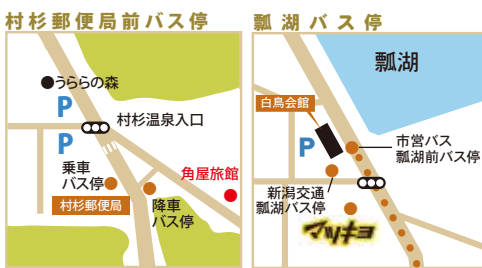 村杉郵便局前バス停
うららの森
P
村杉温泉入口
P
乗車
バス停
角屋旅館
村杉郵便局
降車
バス停
瓢湖バス停
瓢湖
白鳥会館
P
市営バス
瓢湖前バス停
新潟交通
瓢湖バス停
マツキヨ